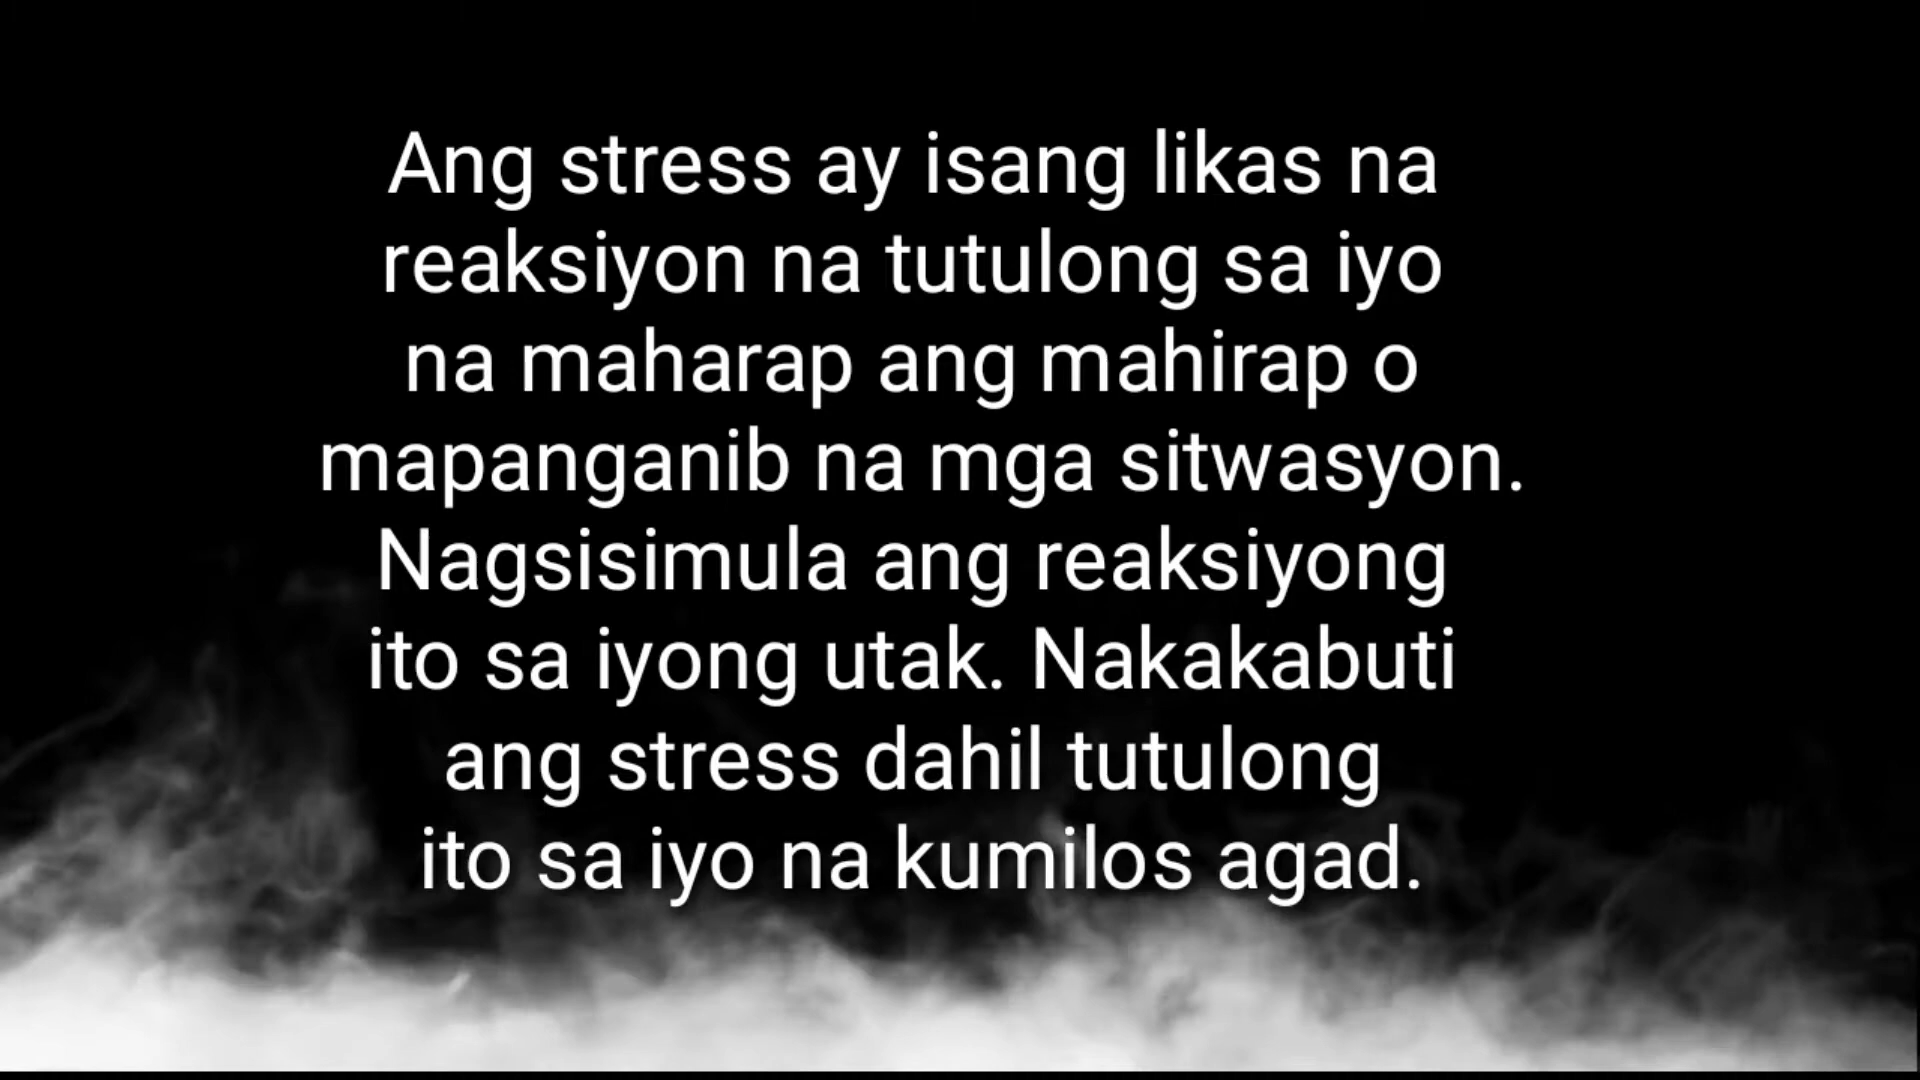 Ang stress ay isang likas na
reaksiyon na tutulong sa iyo
na maharap ang mahirap o
mapanganib na mga sitwasyon.
Nagsisimula ang reaksiyong
ito sa iyong utak. Nakakabuti
ang stress dahil tutulong
ito sa iyo na kumilos agad.